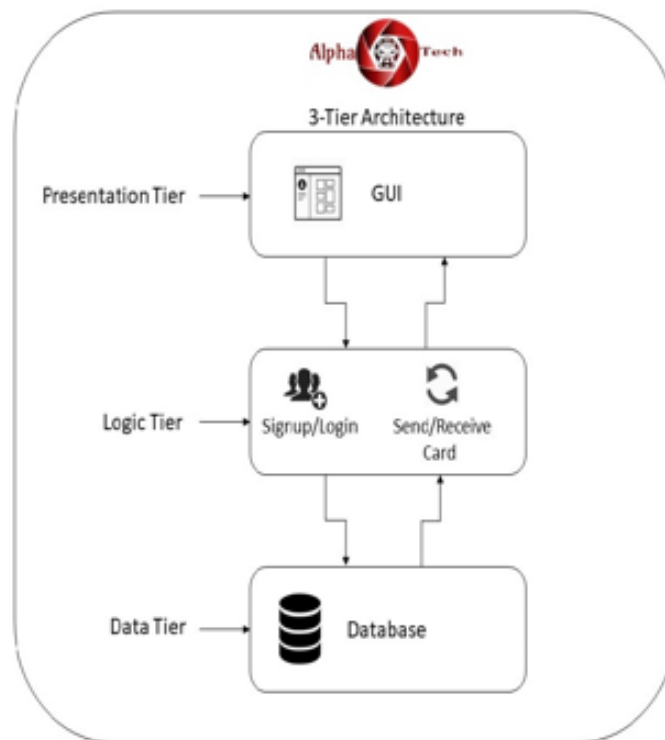 Alpha Tech
3-Tier Architecture
Presentation Tier
GUI
Logic Tier
Signup/Login
Send/Receive
Card
Data Tier
Database